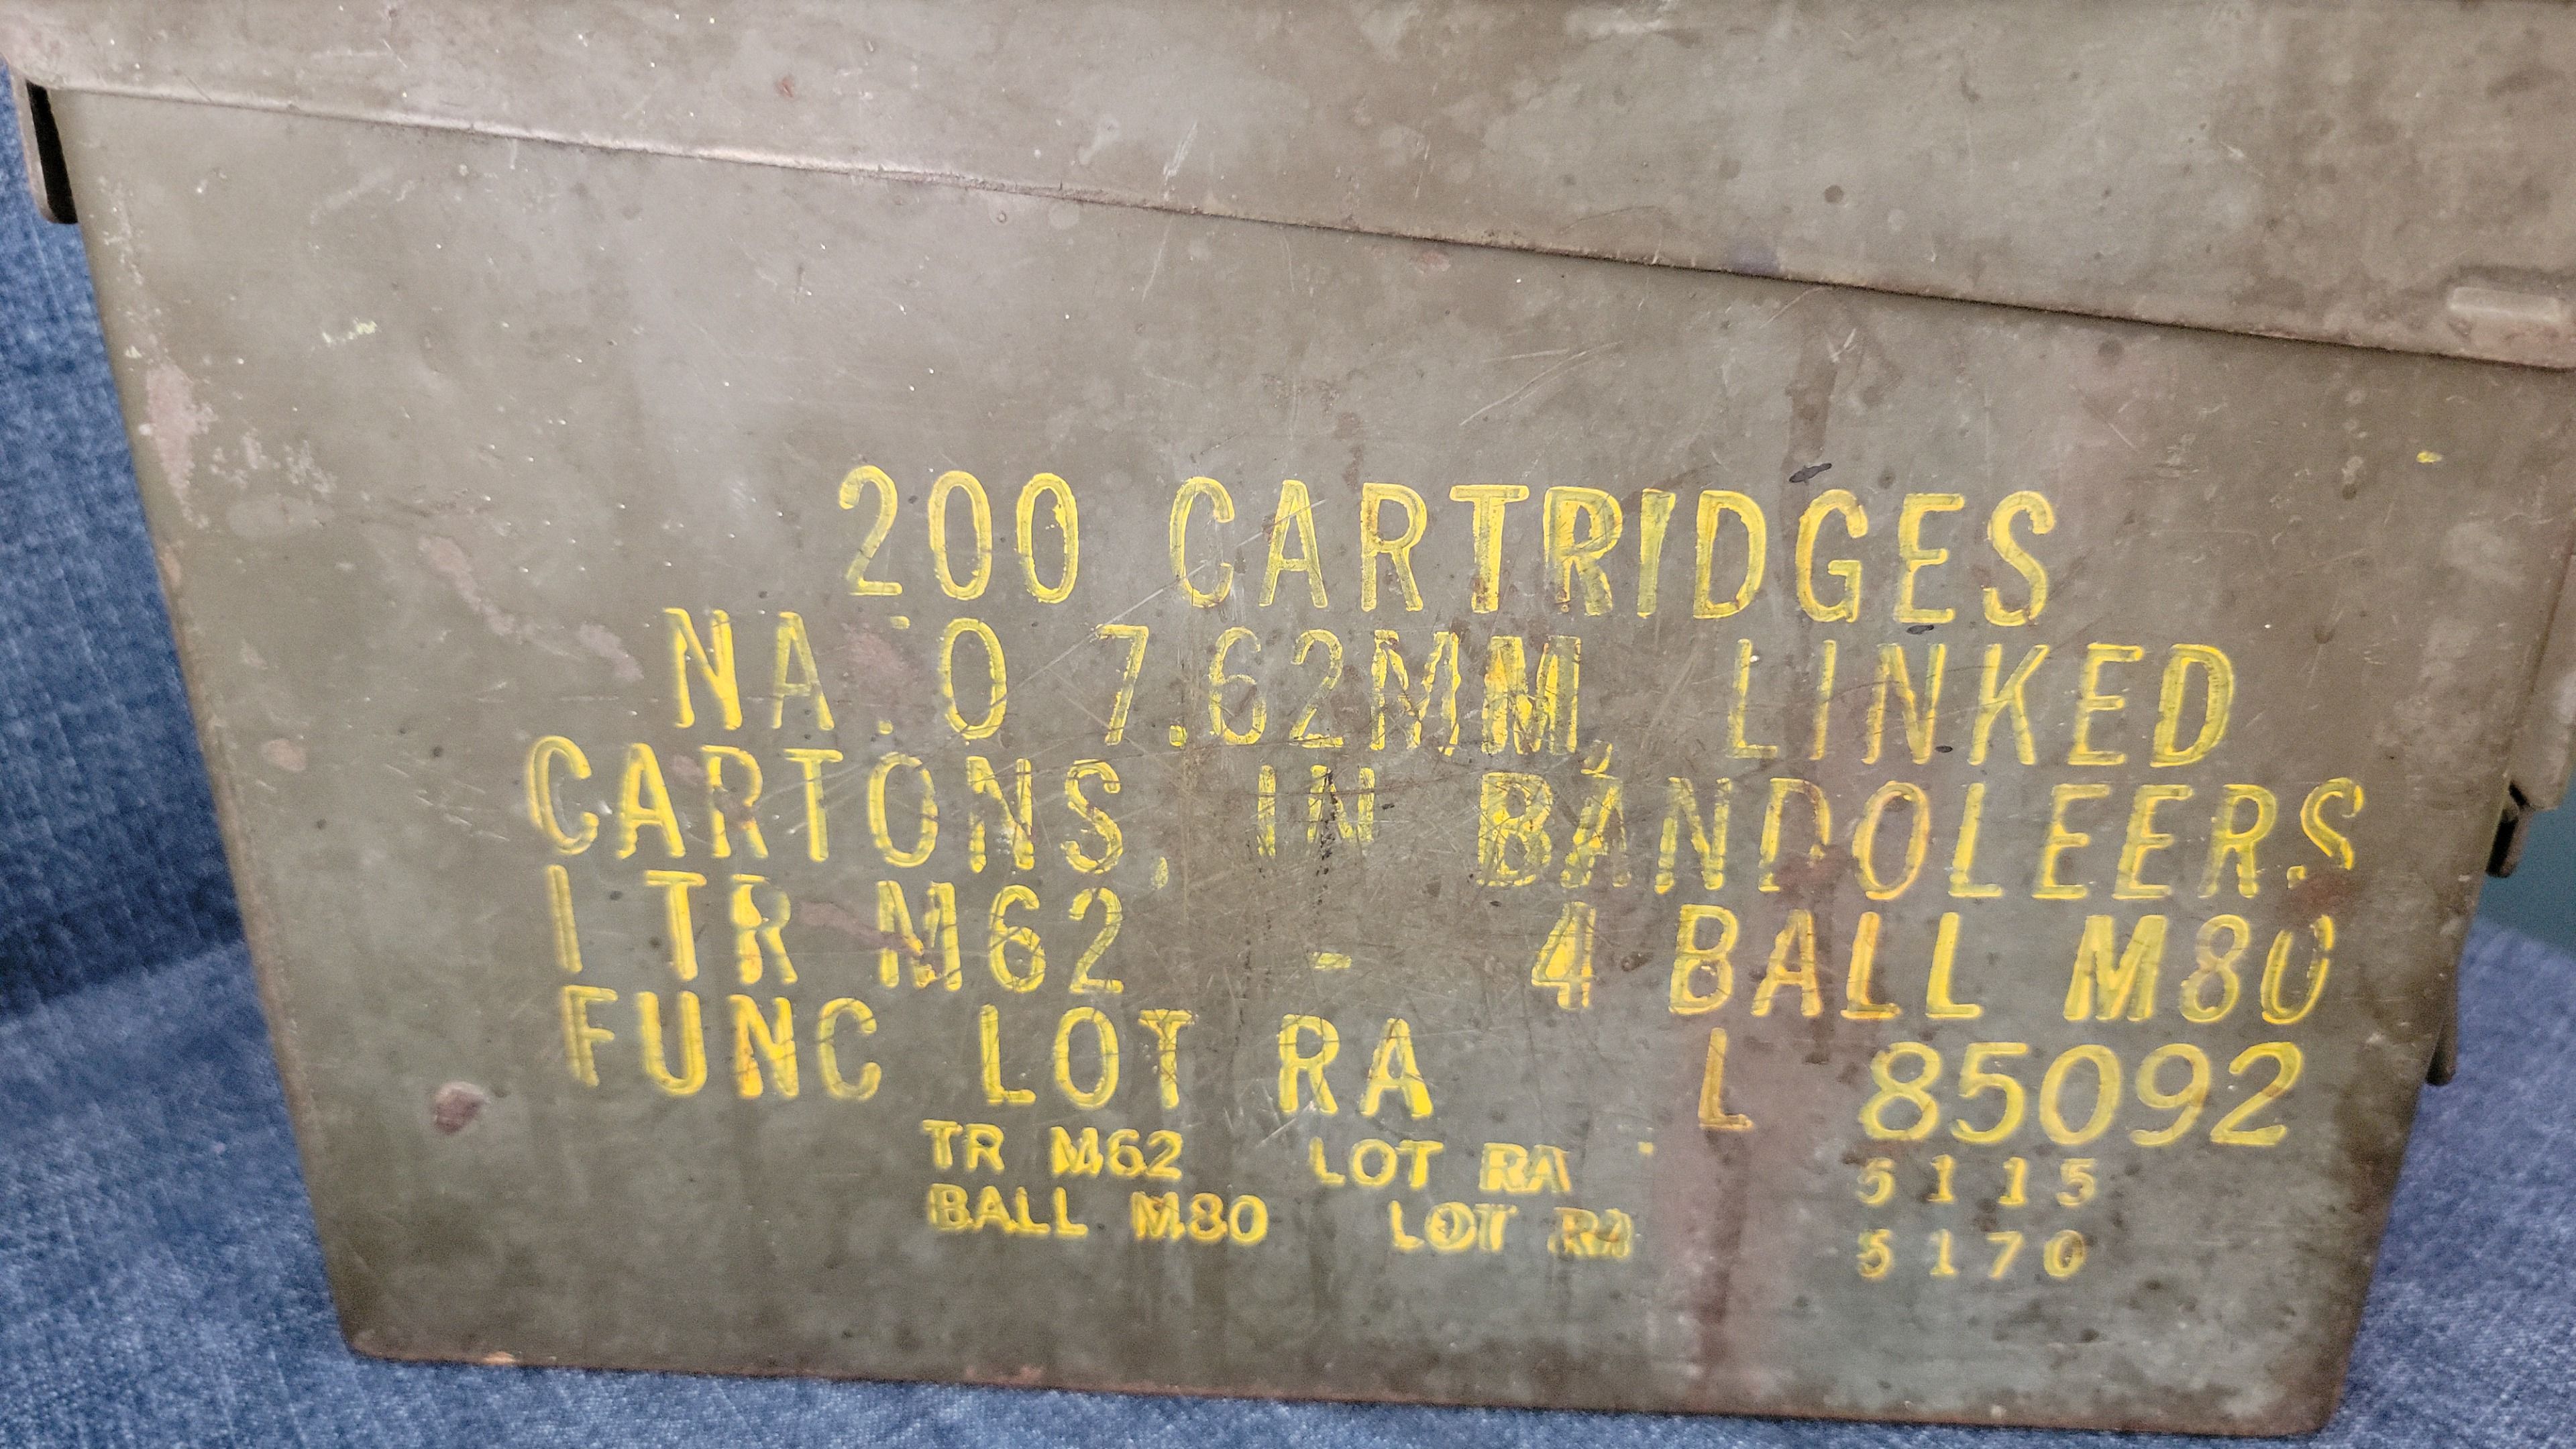 200 CARTRIDGES
NA .O 7.62MM, LINKED
CARTONS, IN BANDOLEERS
1 TR M62 - 4 BALL M80
FUNC LOT RA L 85092
TR M62 LOT RA - 5115
BALL M80 LOT RA 5170